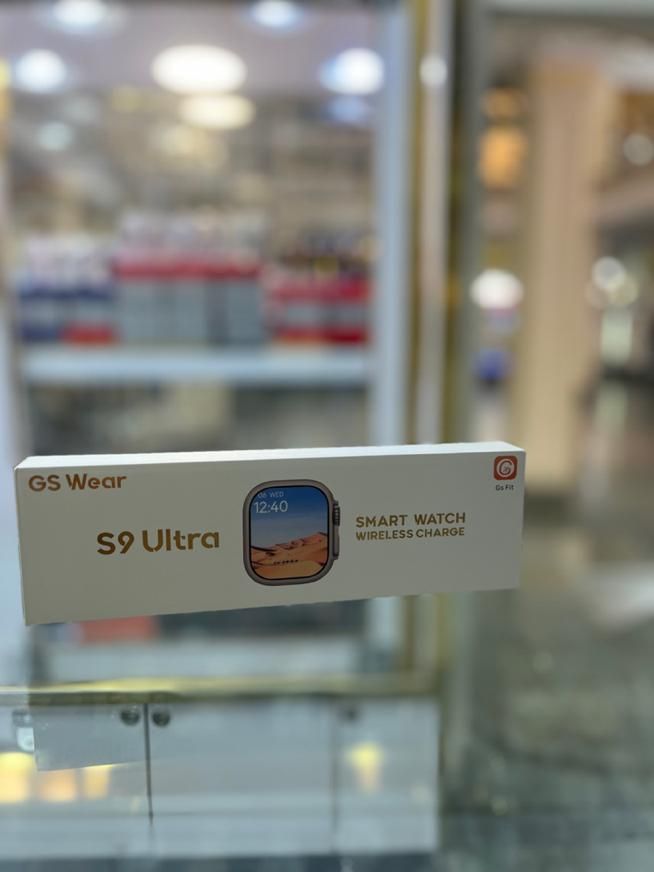 GS Wear
S9 Ultra
06 WED
12:40
SMART WATCH
WIRELESS CHARGE
Gs Fit